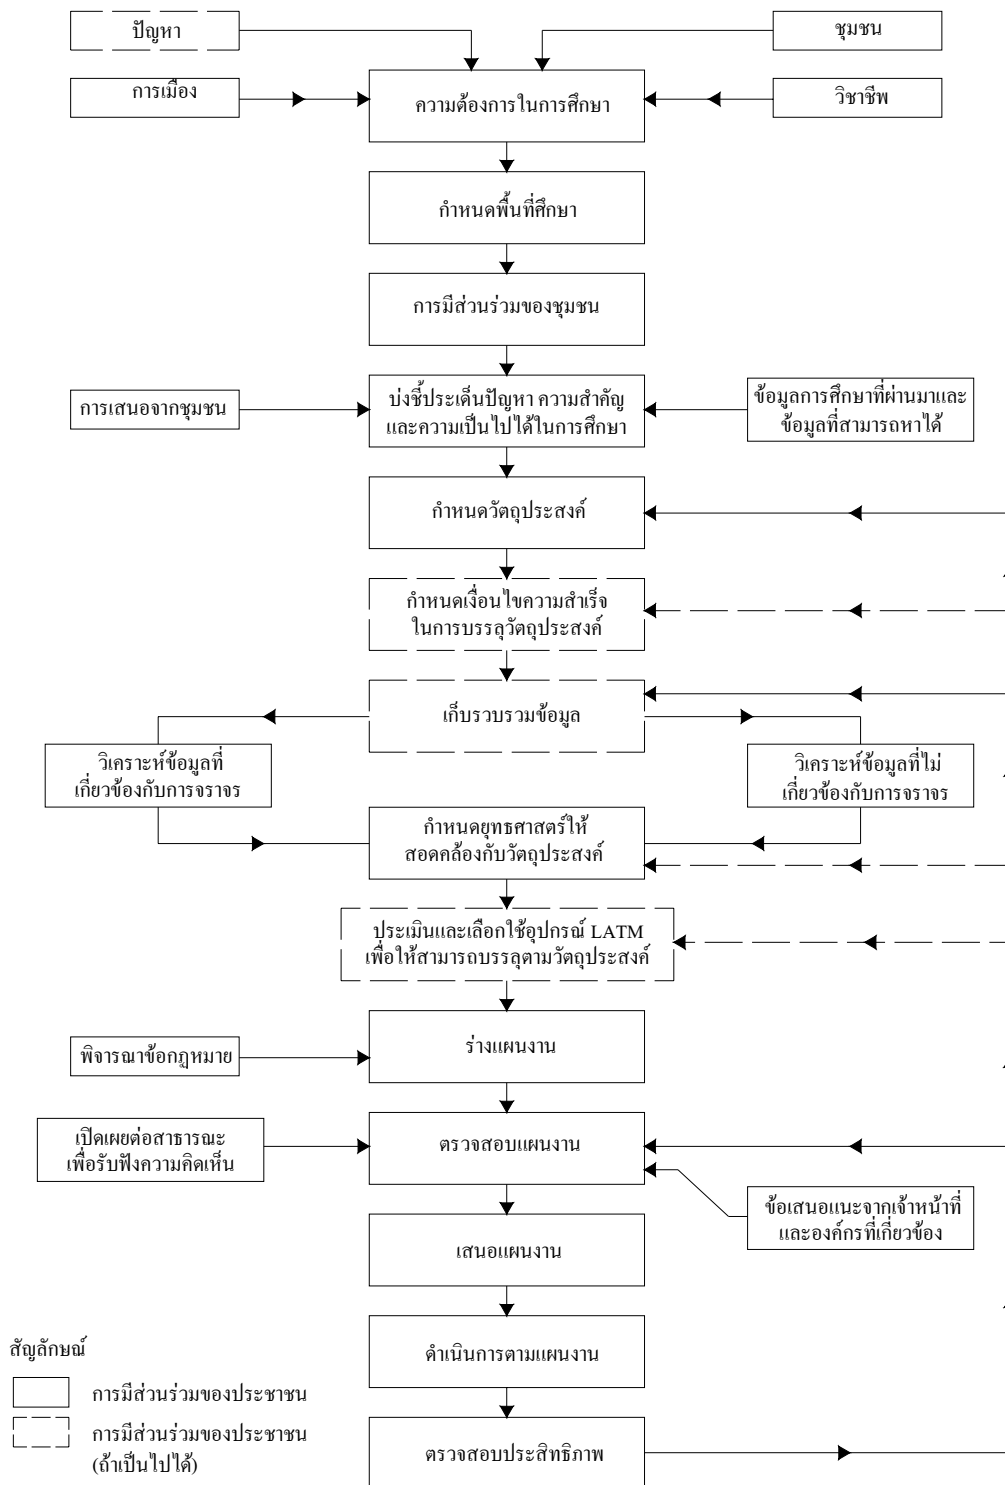 ปัญหา
ชุมชน
การเมือง
วิชาชีพ
ความต้องการในการศึกษา
กำหนดพื้นที่ศึกษา
การมีส่วนร่วมของชุมชน
การเสนอจากชุมชน
บ่งชี้ประเด็นปัญหา ความสำคัญ
และความเป็นไปได้ในการศึกษา
ข้อมูลการศึกษาที่ผ่านมาและ
ข้อมูลที่สามารถหาได้
กำหนดวัตถุประสงค์
กำหนดเงื่อนไขความสำเร็จ
ในการบรรลุวัตถุประสงค์
เก็บรวบรวมข้อมูล
วิเคราะห์ข้อมูลที่
เกี่ยวข้องกับการจราจร
วิเคราะห์ข้อมูลที่ไม่
เกี่ยวข้องกับการจราจร
กำหนดยุทธศาสตร์ให้
สอดคล้องกับวัตถุประสงค์
ประเมินและเลือกใช้อุปกรณ์ LATM
เพื่อให้สามารถบรรลุตามวัตถุประสงค์
ร่างแผนงาน
พิจารณาข้อกฎหมาย
เปิดเผยต่อสาธารณะ
เพื่อรับฟังความคิดเห็น
ตรวจสอบแผนงาน
ข้อเสนอแนะจากเจ้าหน้าที่
และองค์กรที่เกี่ยวข้อง
เสนอแผนงาน
ดำเนินการตามแผนงาน
ตรวจสอบประสิทธิภาพ
สัญลักษณ์
การมีส่วนร่วมของประชาชน
การมีส่วนร่วมของประชาชน
(ถ้าเป็นไปได้)